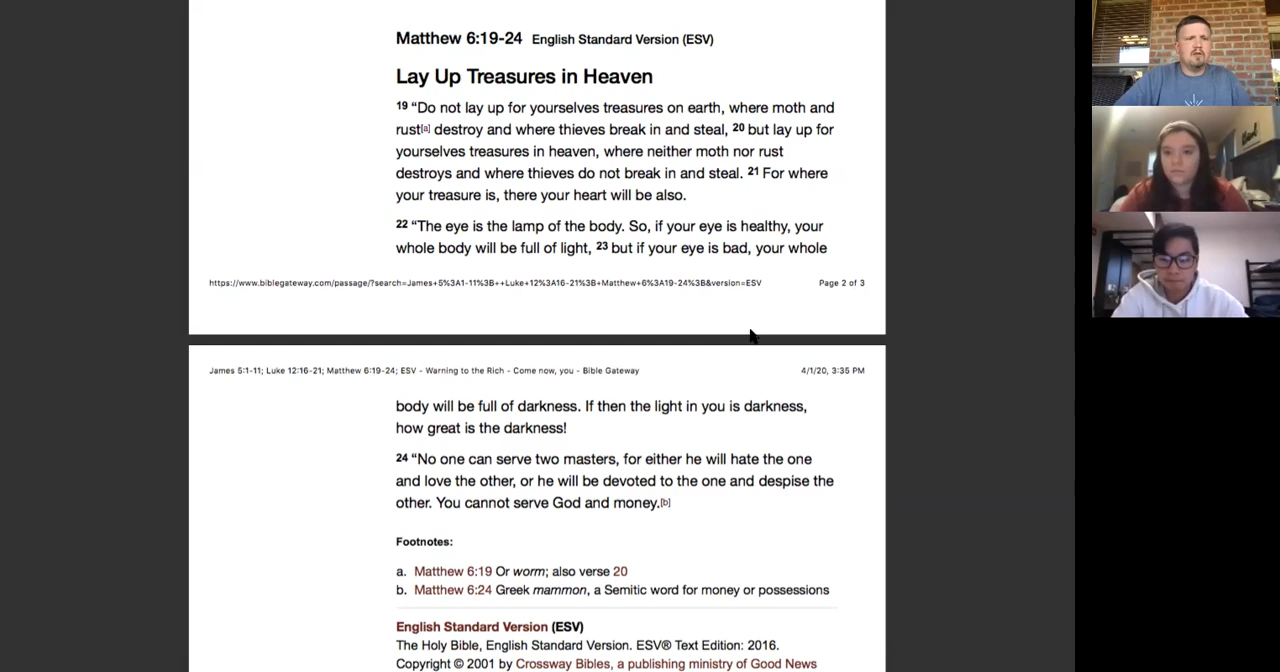 Matthew 6:19-24 English Standard Version (ESV)
Lay Up Treasures in Heaven
19 “Do not lay up for yourselves treasures on earth, where moth and
rust[a] destroy and where thieves break in and steal, 20 but lay up for
yourselves treasures in heaven, where neither moth nor rust
destroys and where thieves do not break in and steal. 21 For where
your treasure is, there your heart will be also.
22 “The eye is the lamp of the body. So, if your eye is healthy, your
whole body will be full of light, 23 but if your eye is bad, your whole
https://www.biblegateway.com/passage/?search=James+5%3A1-11%3B++Luke+12%3A16-21%3B+Matthew+6%3A19-24%3B&version=ESV Page 2 of 3
James 5:1-11; Luke 12:16-21; Matthew 6:19-24; ESV - Warning to the Rich - Come now, you - Bible Gateway 4/1/20, 3:35 PM
body will be full of darkness. If then the light in you is darkness,
how great is the darkness!
24 “No one can serve two masters, for either he will hate the one
and love the other, or he will be devoted to the one and despise the
other. You cannot serve God and money.[b]
Footnotes:
a. Matthew 6:19 Or worm; also verse 20
b. Matthew 6:24 Greek mammon, a Semitic word for money or possessions
English Standard Version (ESV)
The Holy Bible, English Standard Version. ESV® Text Edition: 2016.
Copyright © 2001 by Crossway Bibles, a publishing ministry of Good News